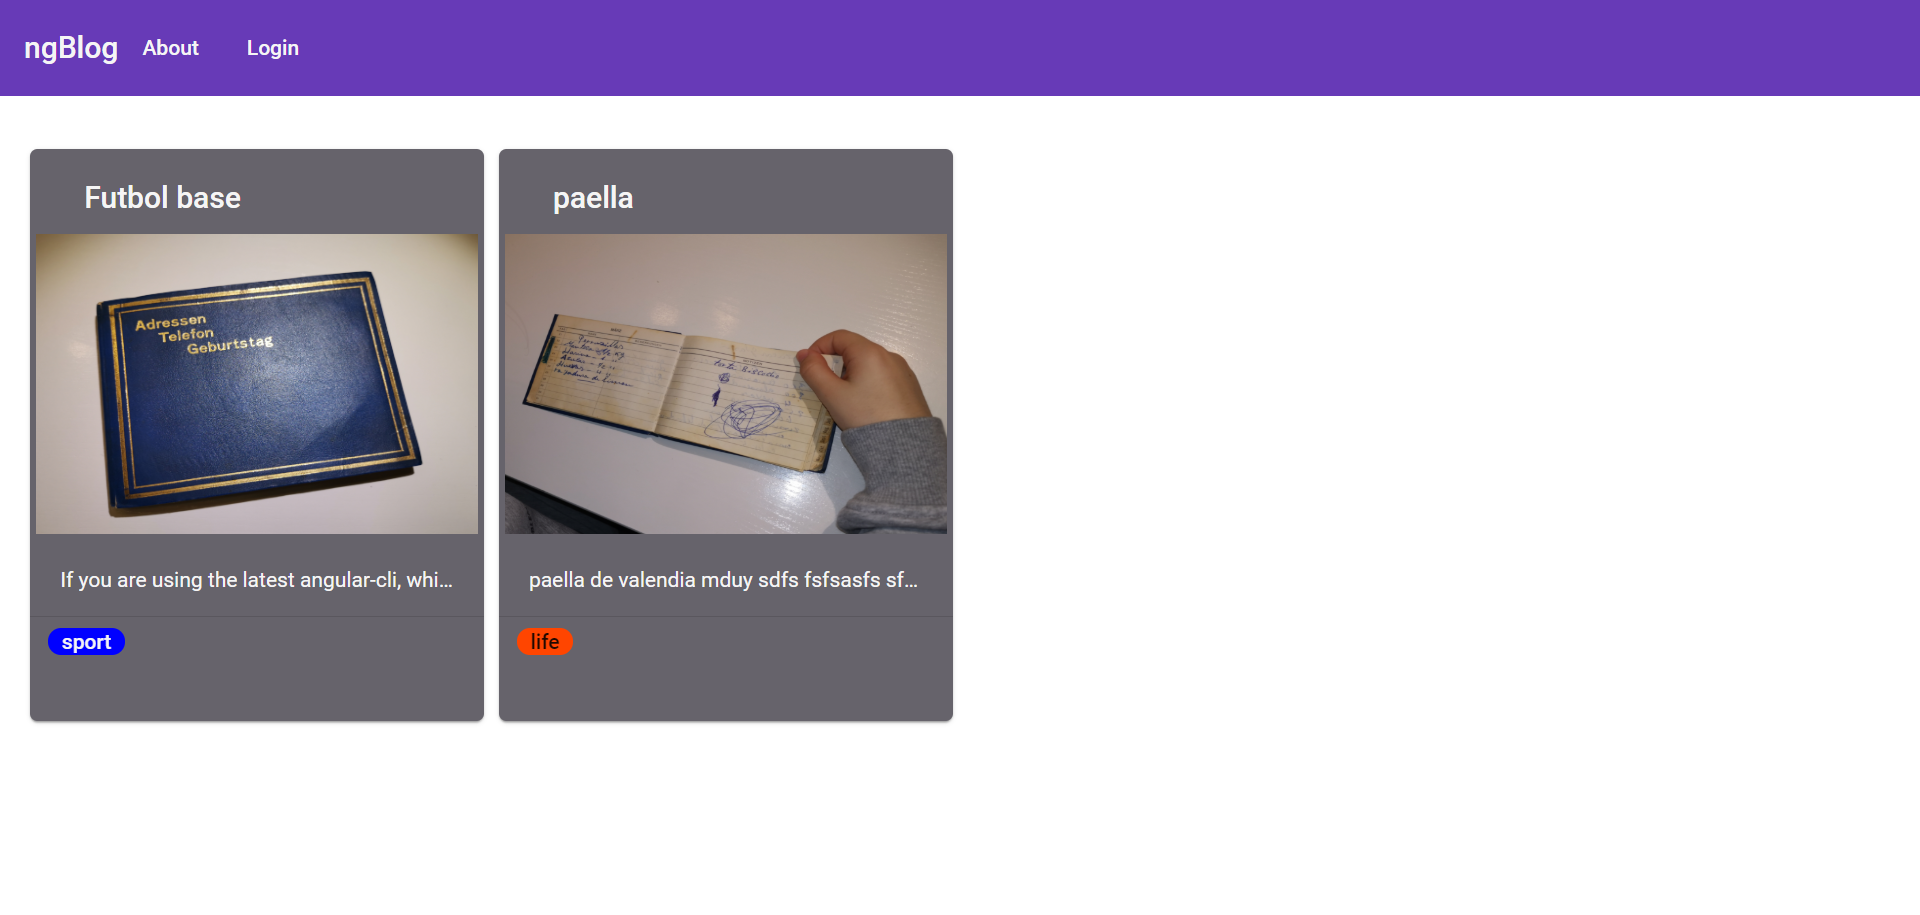 ngBlog About Login
Futbol base
Adressen
Telefon
Geburtstag
If you are using the latest angular-cli, whi...
sport
paella
paella de valendia mduy sdfs fsfsasfs sf...
life